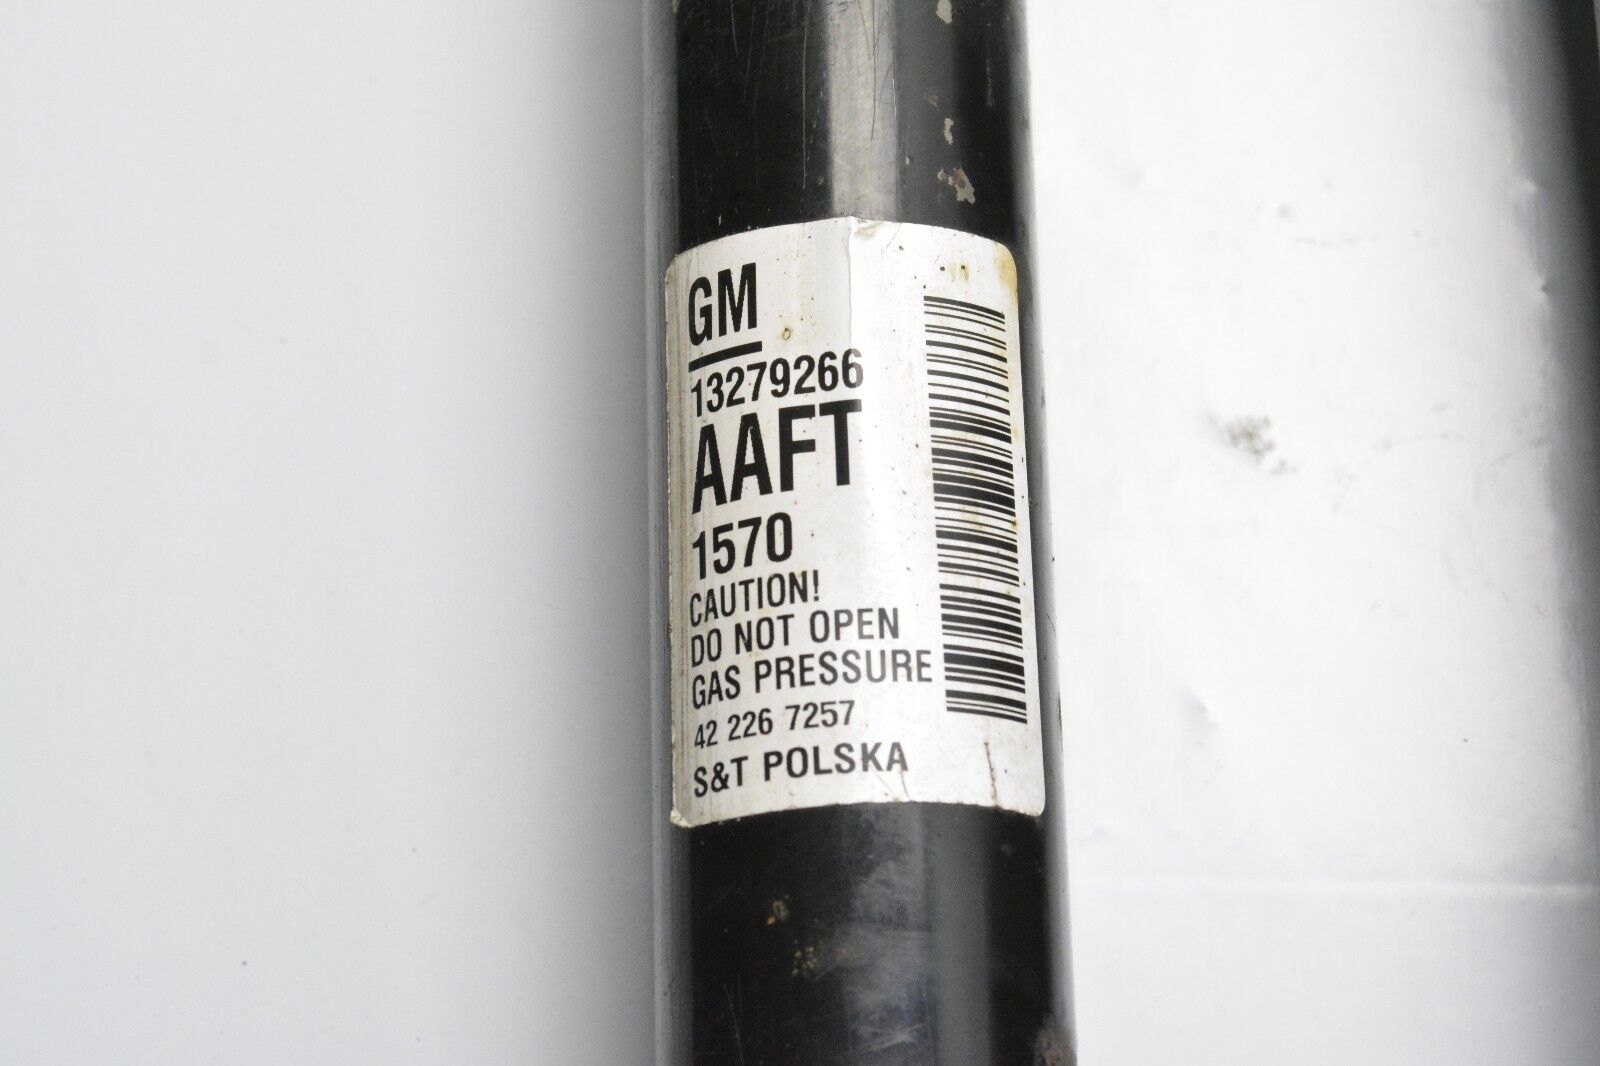 GM
13279266
AAFT
1570
CAUTION!
DO NOT OPEN
GAS PRESSURE
42 226 7257
S&T POLSKA